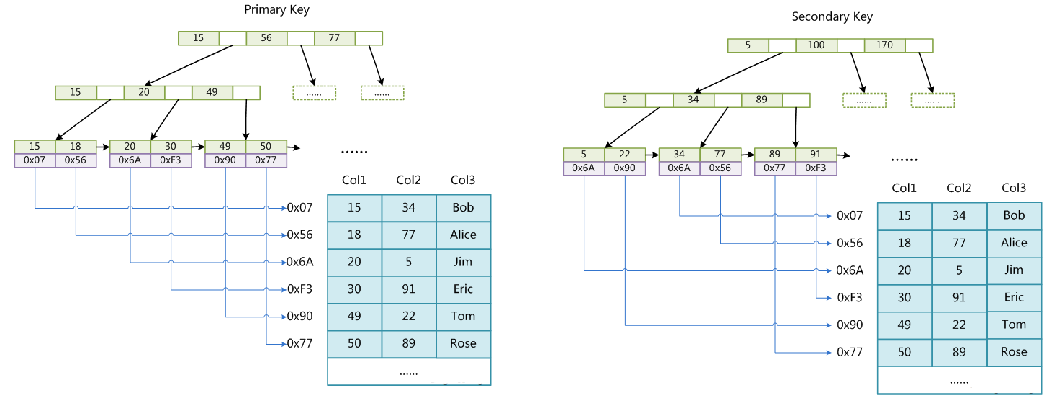 Primary Key
15 56 77
15 20 49
...... ......
15 18 20 30 49 50
0x07 0x56 0x6A 0xF3 0x90 0x77
......
Col1 Col2 Col3
0x07 15 34 Bob
0x56 18 77 Alice
0x6A 20 5 Jim
0xF3 30 91 Eric
0x90 49 22 Tom
0x77 50 89 Rose
......
Secondary Key
5 100 170
5 34 89
...... ......
5 22 34 77 89 91
0x6A 0x90 0x6A 0x56 0x77 0xF3
......
Col1 Col2 Col3
0x07 15 34 Bob
0x56 18 77 Alice
0x6A 20 5 Jim
0xF3 30 91 Eric
0x90 49 22 Tom
0x77 50 89 Rose
......